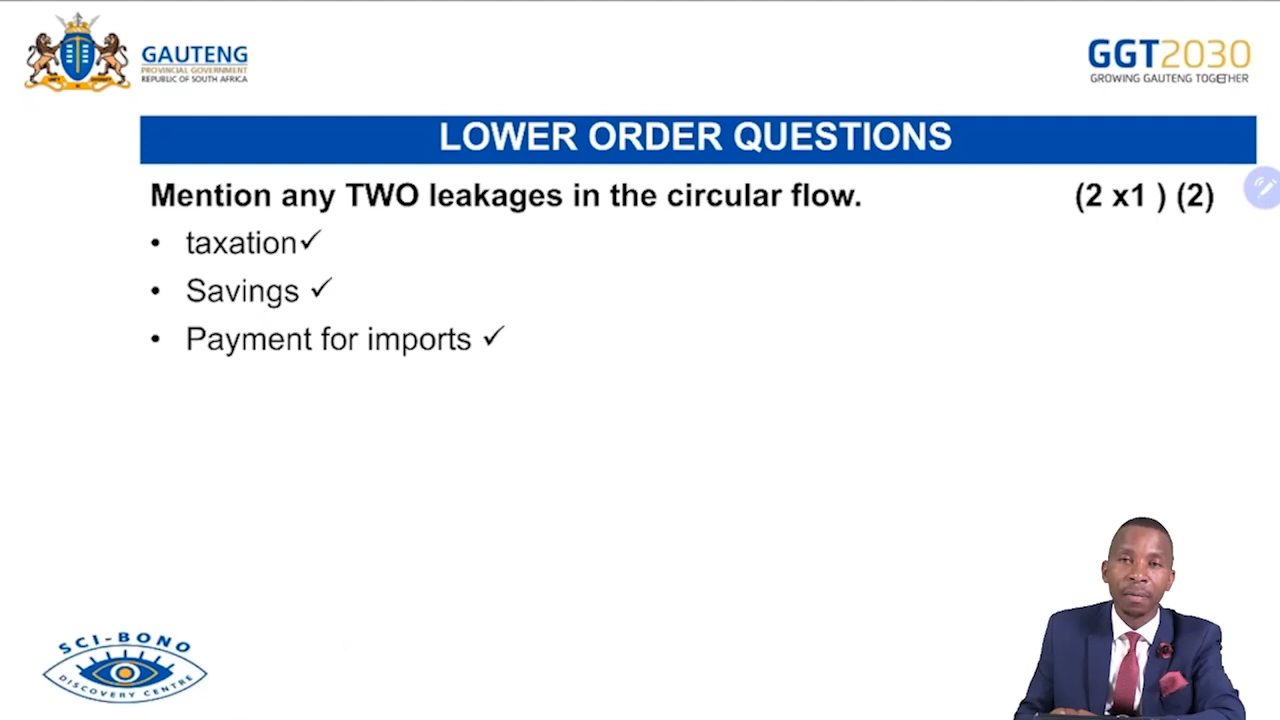 GAUTENG
PROVINCIAL GOVERNMENT
REPUBLIC OF SOUTH AFRICA
GGT2030
GROWING GAUTENG TOGETHER
LOWER ORDER QUESTIONS
Mention any TWO leakages in the circular flow. (2 x1 ) (2)
• taxation✓
• Savings ✓
• Payment for imports ✓
SCI-BONO
DISCOVERY CENTRE